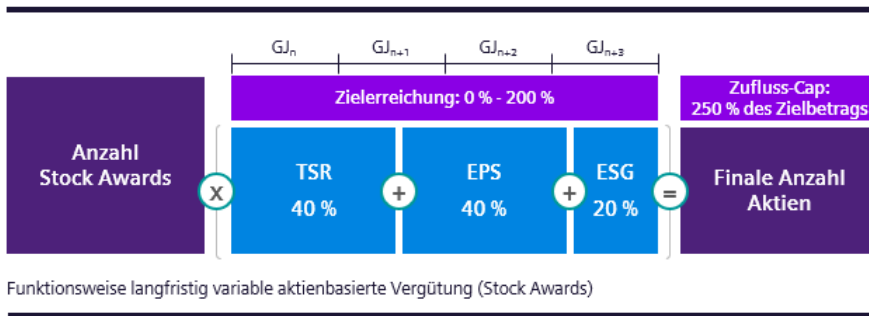 GJn GJn+1 GJn+2 GJn+3
Zielerreichung: 0 % - 200 %
Zufluss-Cap:
250 % des Zielbetrags
Anzahl
Stock Awards
x
TSR
40 %
+
EPS
40 %
+
ESG
20 %
=
Finale Anzahl
Aktien
Funktionsweise langfristig variable aktienbasierte Vergütung (Stock Awards)